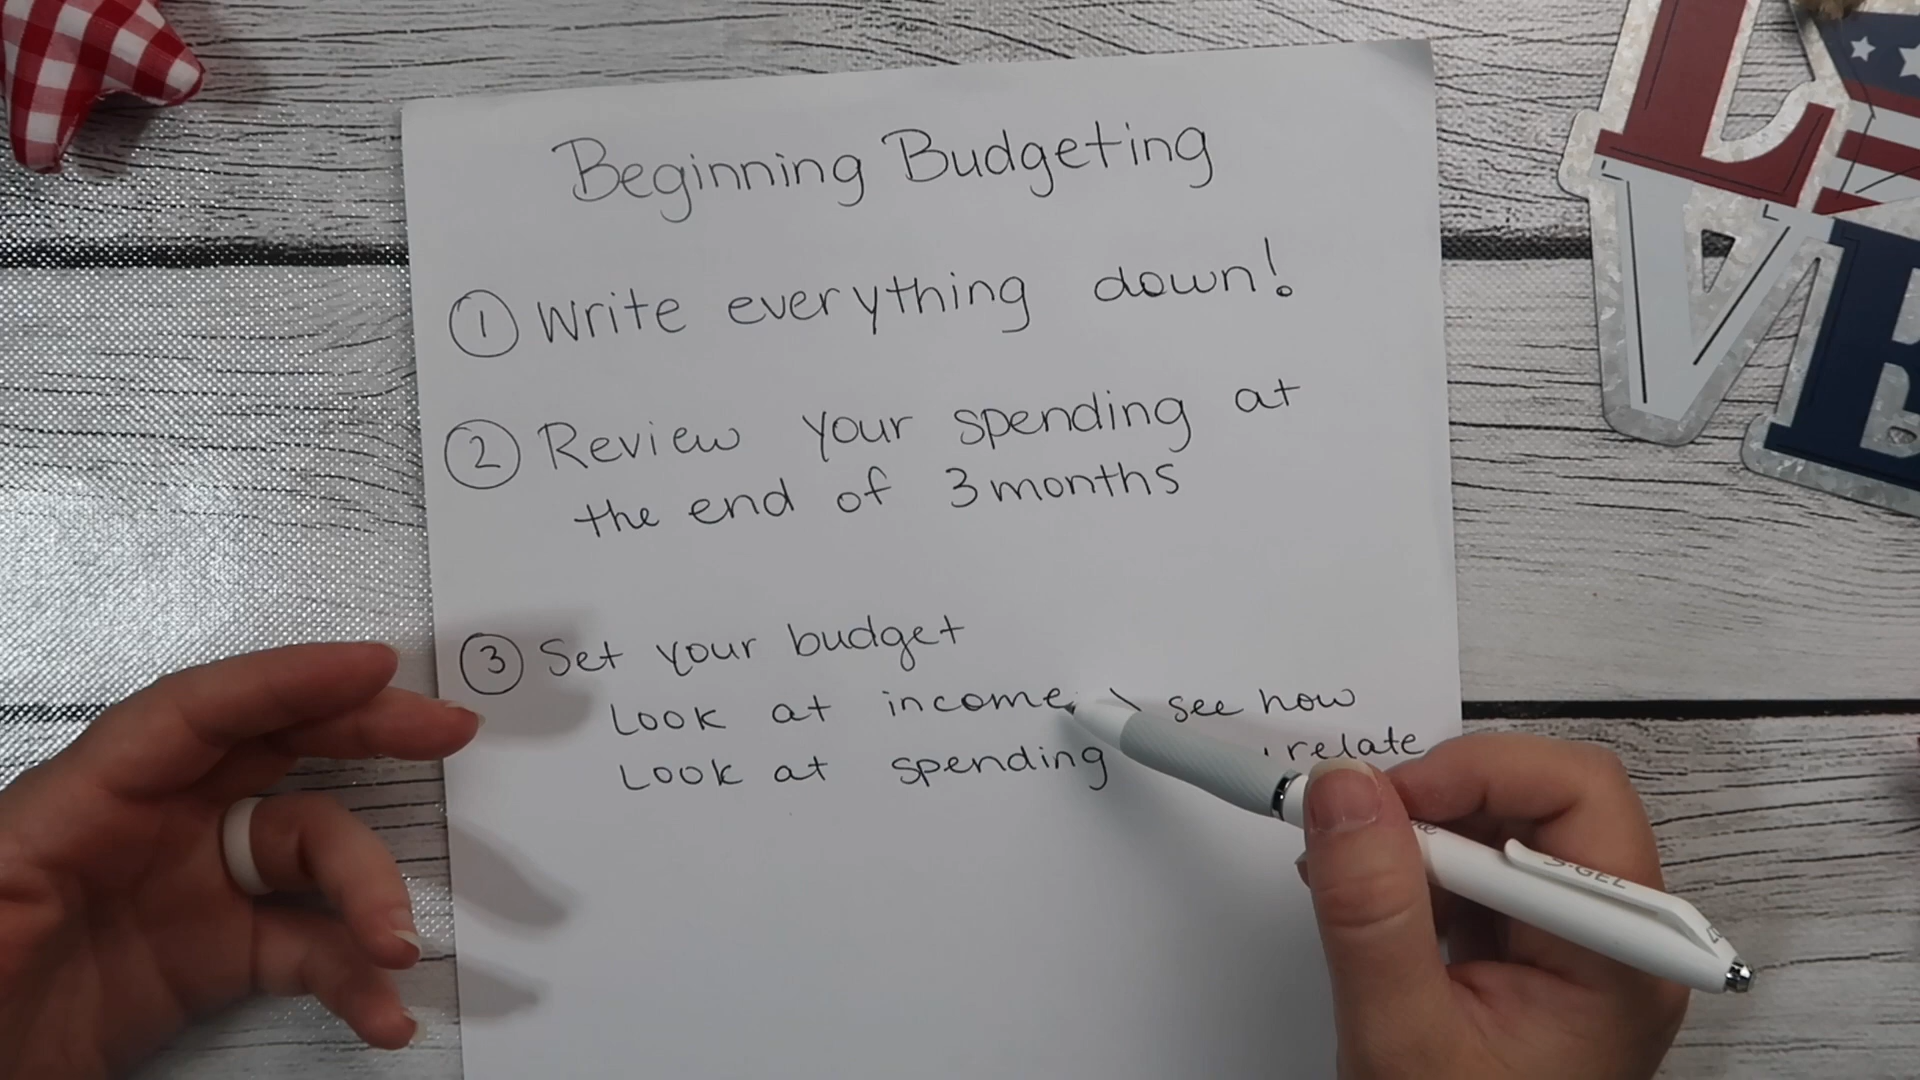 Beginning Budgeting
1 Write everything down!
2 Review your spending at
the end of 3 months
3 Set your budget
Look at income see how
Look at spending relate
S·GEL
LOVE